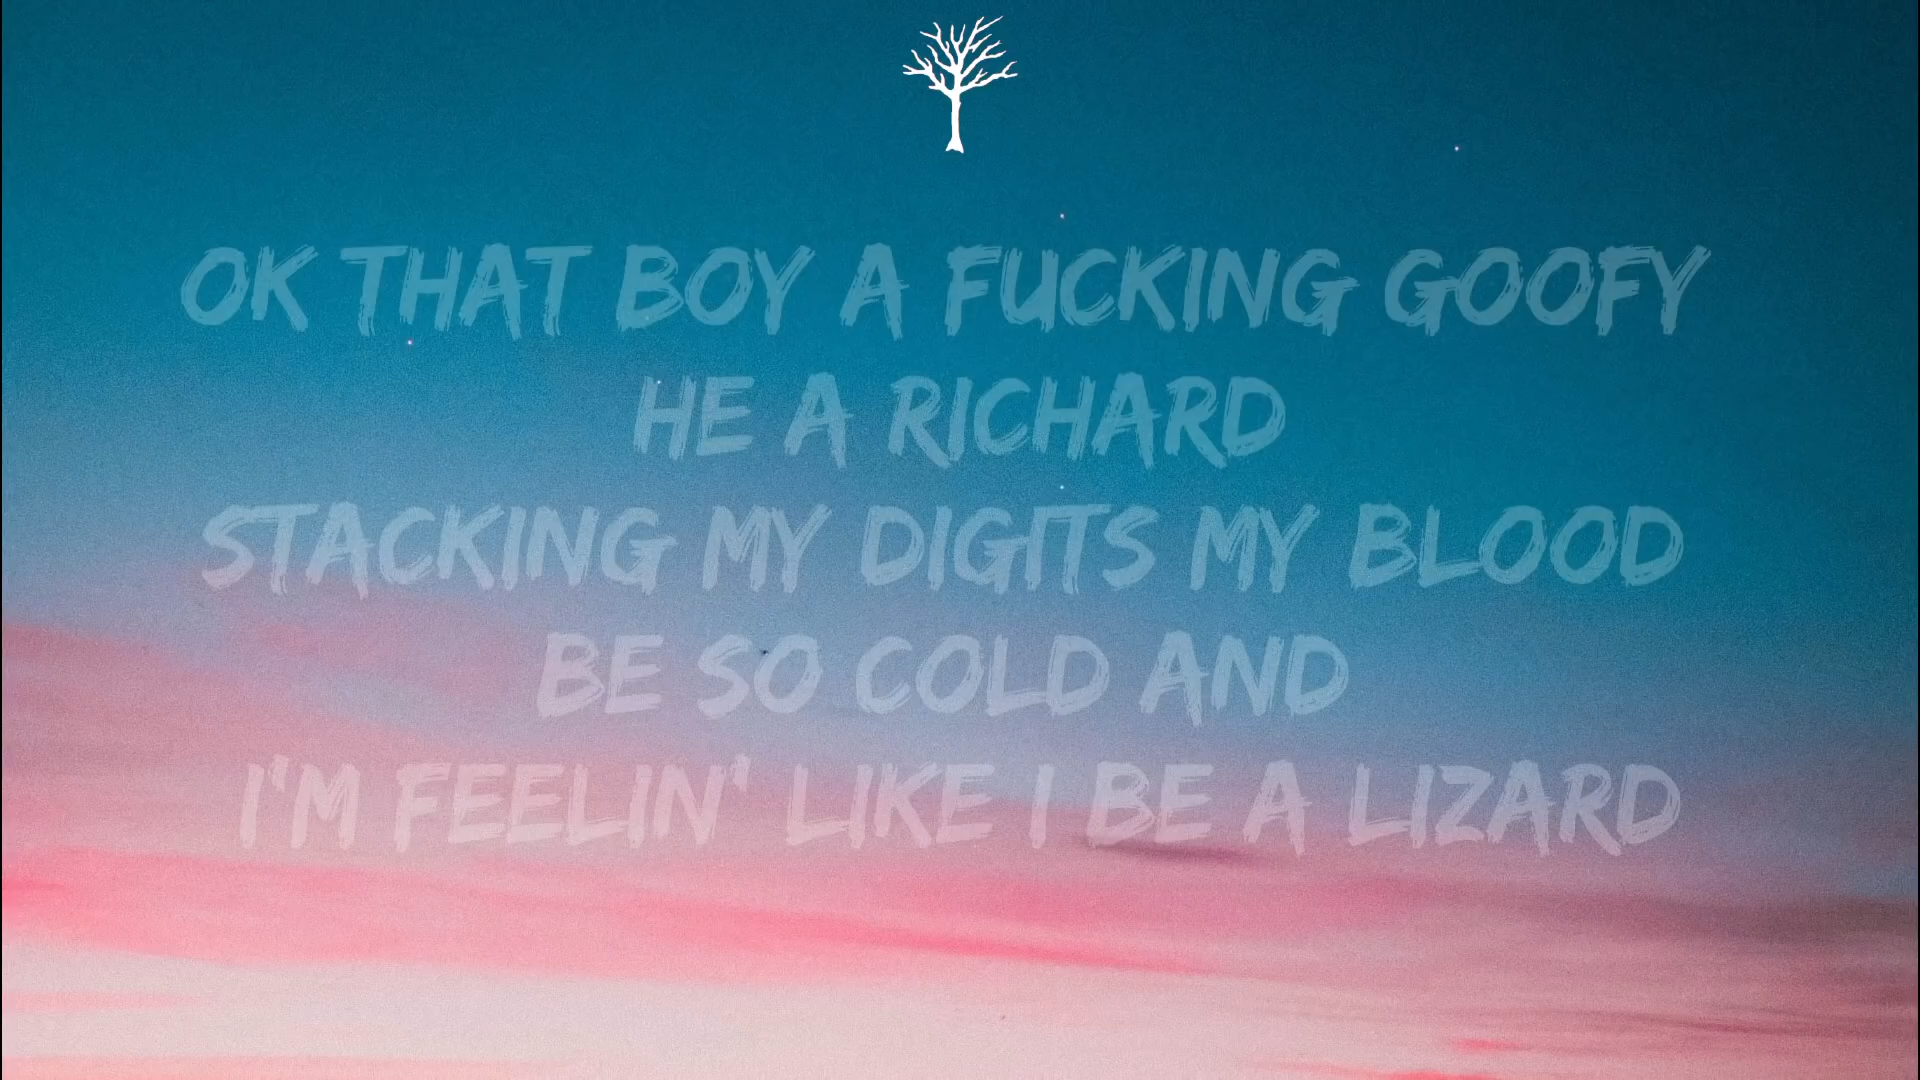 OK THAT BOY A FUCKING GOOFY
HE A RICHARD
STACKING MY DIGITS MY BLOOD
BE SO COLD AND
I'M FEELIN' LIKE I BE A LIZARD